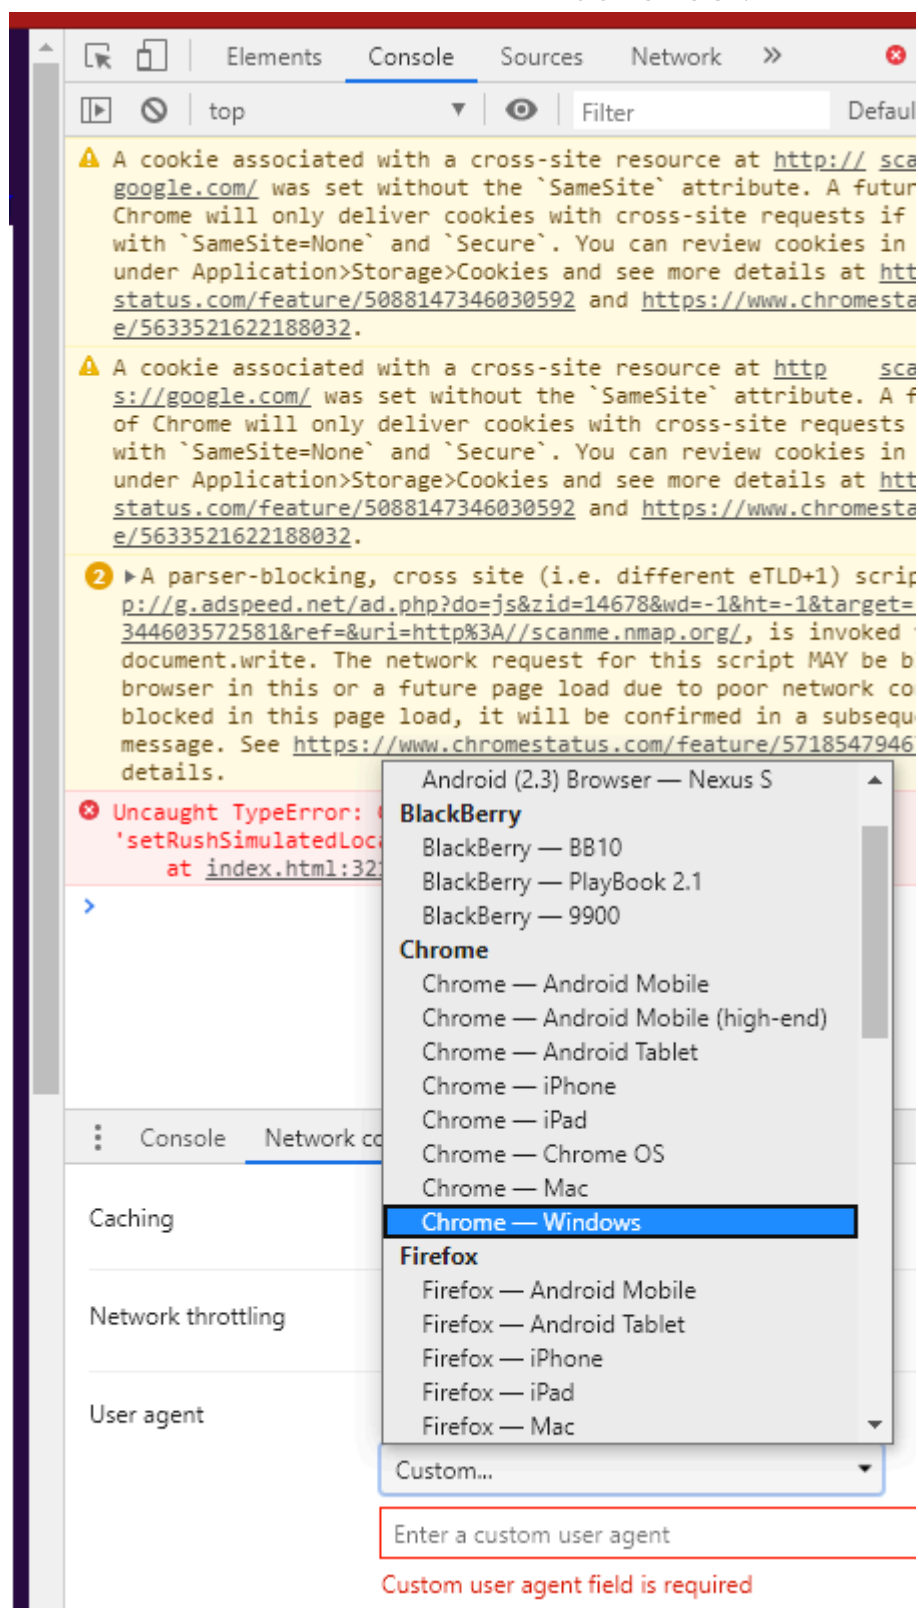 Elements Console Sources Network
top Filter Defaul
A cookie associated with a cross-site resource at http:// sca
google.com/ was set without the `SameSite` attribute. A futur
Chrome will only deliver cookies with cross-site requests if
with `SameSite=None` and `Secure`. You can review cookies in
under Application>Storage>Cookies and see more details at htt
status.com/feature/5088147346030592 and https://www.chromesta
e/5633521622188032.
A cookie associated with a cross-site resource at http sca
s://google.com/ was set without the `SameSite` attribute. A f
of Chrome will only deliver cookies with cross-site requests
with `SameSite=None` and `Secure`. You can review cookies in
under Application>Storage>Cookies and see more details at htt
status.com/feature/5088147346030592 and https://www.chromesta
e/5633521622188032.
2 A parser-blocking, cross site (i.e. different eTLD+1) scrip
p://g.adspeed.net/ad.php?do=js&zid=14678&wd=-1&ht=-1&target=
344603572581&ref=&uri=http%3A//scanme.nmap.org/, is invoked
document.write. The network request for this script MAY be b
browser in this or a future page load due to poor network co
blocked in this page load, it will be confirmed in a subsequ
message. See https://www.chromestatus.com/feature/571854794​6
details.
Uncaught TypeError:
'setRushSimulatedLoca
at index.html:32
Android (2.3) Browser — Nexus S
BlackBerry
BlackBerry — BB10
BlackBerry — PlayBook 2.1
BlackBerry — 9900
Chrome
Chrome — Android Mobile
Chrome — Android Mobile (high-end)
Chrome — Android Tablet
Chrome — iPhone
Chrome — iPad
Chrome — Chrome OS
Chrome — Mac
Chrome — Windows
Firefox
Firefox — Android Mobile
Firefox — Android Tablet
Firefox — iPhone
Firefox — iPad
Firefox — Mac
Console Network co
Caching
Network throttling
User agent
Custom...
Enter a custom user agent
Custom user agent field is required